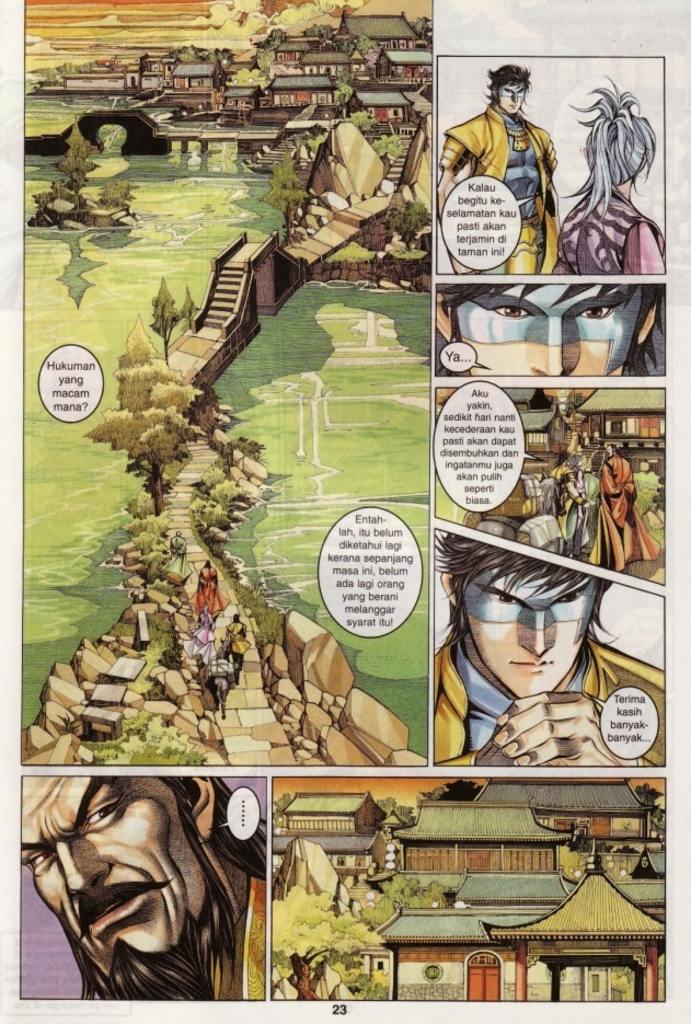 Hukuman
yang
macam
mana?
Entah-
lah, itu belum
diketahui lagi
kerana sepanjang
masa ini, belum
ada lagi orang
yang berani
melanggar
syarat itu!
Kalau
begitu ke-
selamatan kau
pasti akan
terjamin di
taman ini!
Ya...
Aku
yakin,
sedikit hari nanti
kecederaan kau
pasti akan dapat
disembuhkan dan
ingatanmu juga
akan pulih
seperti
biasa.
Terima
kasih
banyak-
banyak...
......
23